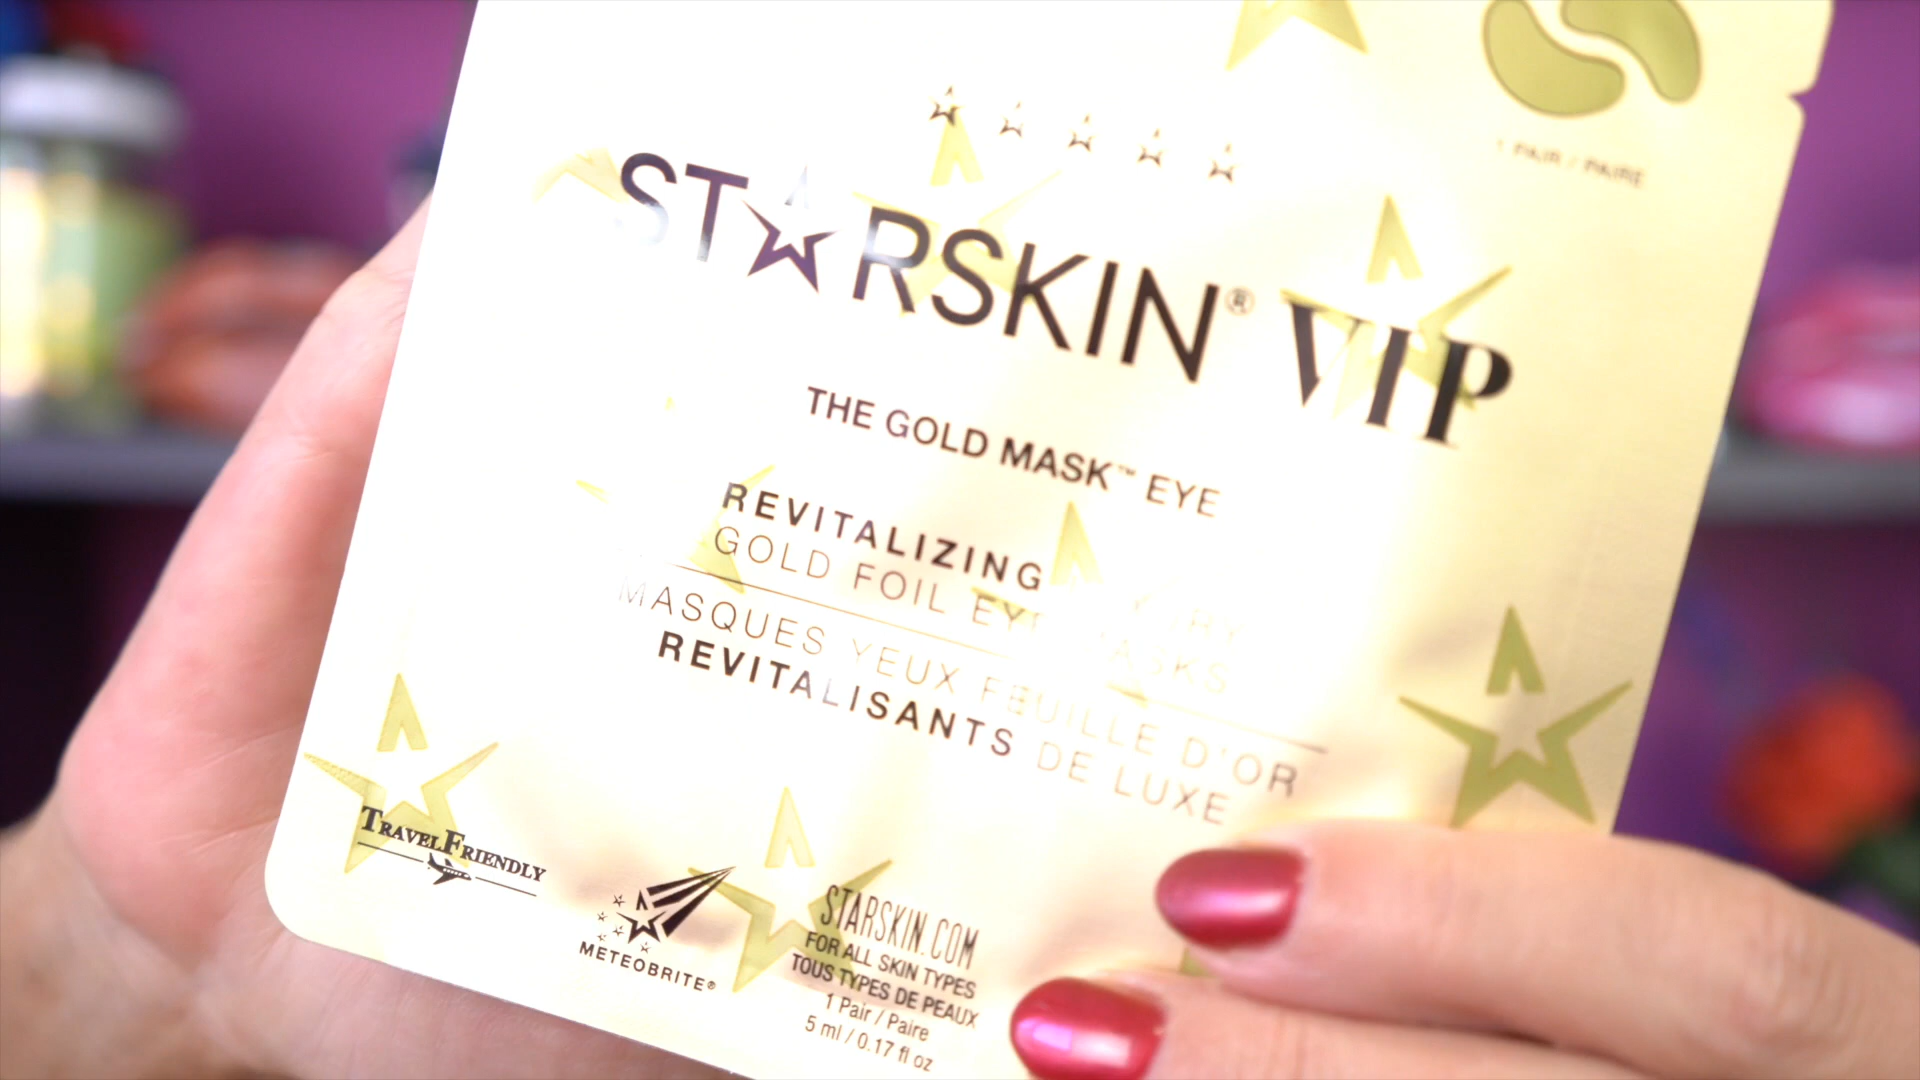 1 PAIR / PAIRE
STARSKIN® VIP
THE GOLD MASK™ EYE
REVITALIZING
GOLD FOIL EYE MASKS
MASQUES YEUX FEUILLE D'OR
REVITALISANTS DE LUXE
TRAVELFRIENDLY
METEOBRITE®
STARSKIN.COM
FOR ALL SKIN TYPES
TOUS TYPES DE PEAUX
1 Pair / Paire
5 ml / 0.17 fl oz